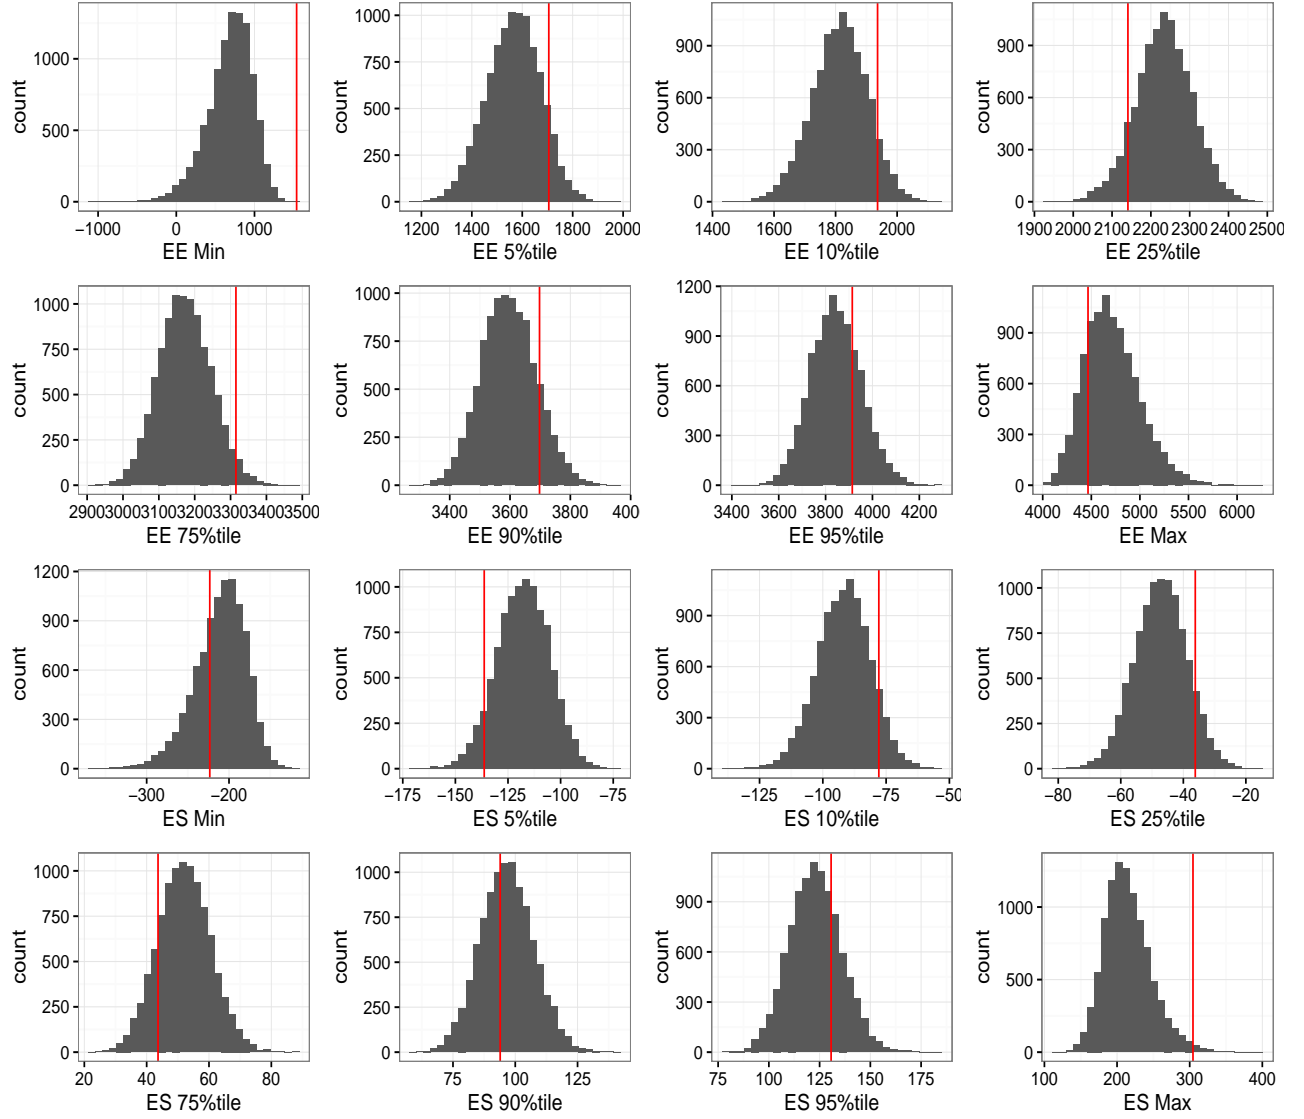 count
1000
500
0
−1000 0 1000
EE Min
count
1000
750
500
250
0
1200 1400 1600 1800 2000
EE 5%tile
count
900
600
300
0
1400 1600 1800 2000
EE 10%tile
count
900
600
300
0
1900 2000 2100 2200 2300 2400 2500
EE 25%tile
count
1000
750
500
250
0
2900 3000 3100 3200 3300 3400 3500
EE 75%tile
count
1000
750
500
250
0
3400 3600 3800 400
EE 90%tile
count
1200
900
600
300
0
3400 3600 3800 4000 4200
EE 95%tile
count
900
600
300
0
4000 4500 5000 5500 6000
EE Max
count
1200
900
600
300
0
−300 −200
ES Min
count
1000
750
500
250
0
−175 −150 −125 −100 −75
ES 5%tile
count
900
600
300
0
−125 −100 −75 −50
ES 10%tile
count
1000
750
500
250
0
−80 −60 −40 −20
ES 25%tile
count
1000
750
500
250
0
20 40 60 80
ES 75%tile
count
1000
750
500
250
0
75 100 125
ES 90%tile
count
900
600
300
0
75 100 125 150 175
ES 95%tile
count
1000
500
0
100 200 300 400
ES Max